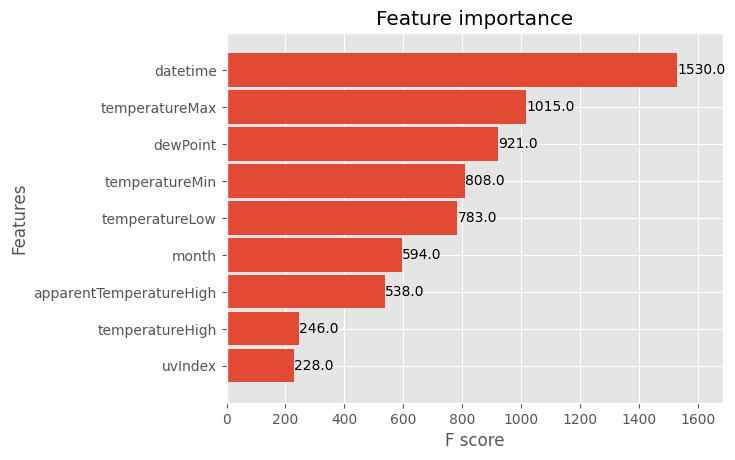 Feature importance
Features
datetime 1530.0
temperatureMax 1015.0
dewPoint 921.0
temperatureMin 808.0
temperatureLow 783.0
month 594.0
apparentTemperatureHigh 538.0
temperatureHigh 246.0
uvIndex 228.0
0 200 400 600 800 1000 1200 1400 1600
F score